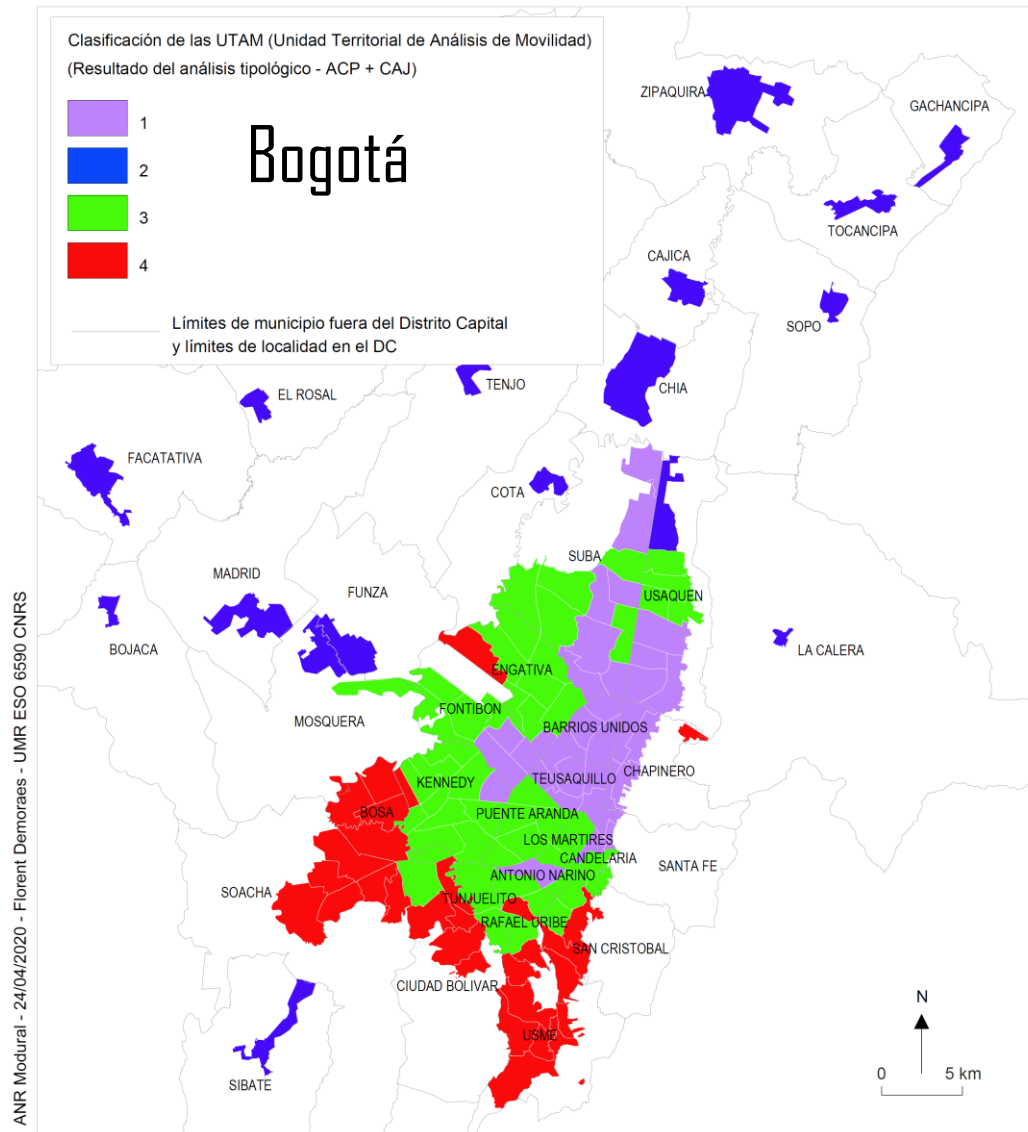 Clasificación de las UTAM (Unidad Territorial de Análisis de Movilidad)
(Resultado del análisis tipológico - ACP + CAJ)
1
2
3
4
Bogotá
Límites de municipio fuera del Distrito Capital
y límites de localidad en el DC
ZIPAQUIRA
GACHANCIPA
TOCANCIPA
CAJICA
SOPO
CHIA
TENJO
EL ROSAL
FACATATIVA
COTA
SUBA
MADRID
FUNZA
USAQUEN
BOJACA
LA CALERA
ENGATIVA
FONTIBON
MOSQUERA
BARRIOS UNIDOS
CHAPINERO
KENNEDY
TEUSAQUILLO
BOSA
PUENTE ARANDA
LOS MARTIRES
CANDELARIA
SANTA FE
ANTONIO NARINO
SOACHA
TUNJUELITO
RAFAEL URIBE
SAN CRISTOBAL
CIUDAD BOLIVAR
USME
SIBATE
N
0 5 km
ANR Modural - 24/04/2020 - Florent Demoraes - UMR ESO 6590 CNRS